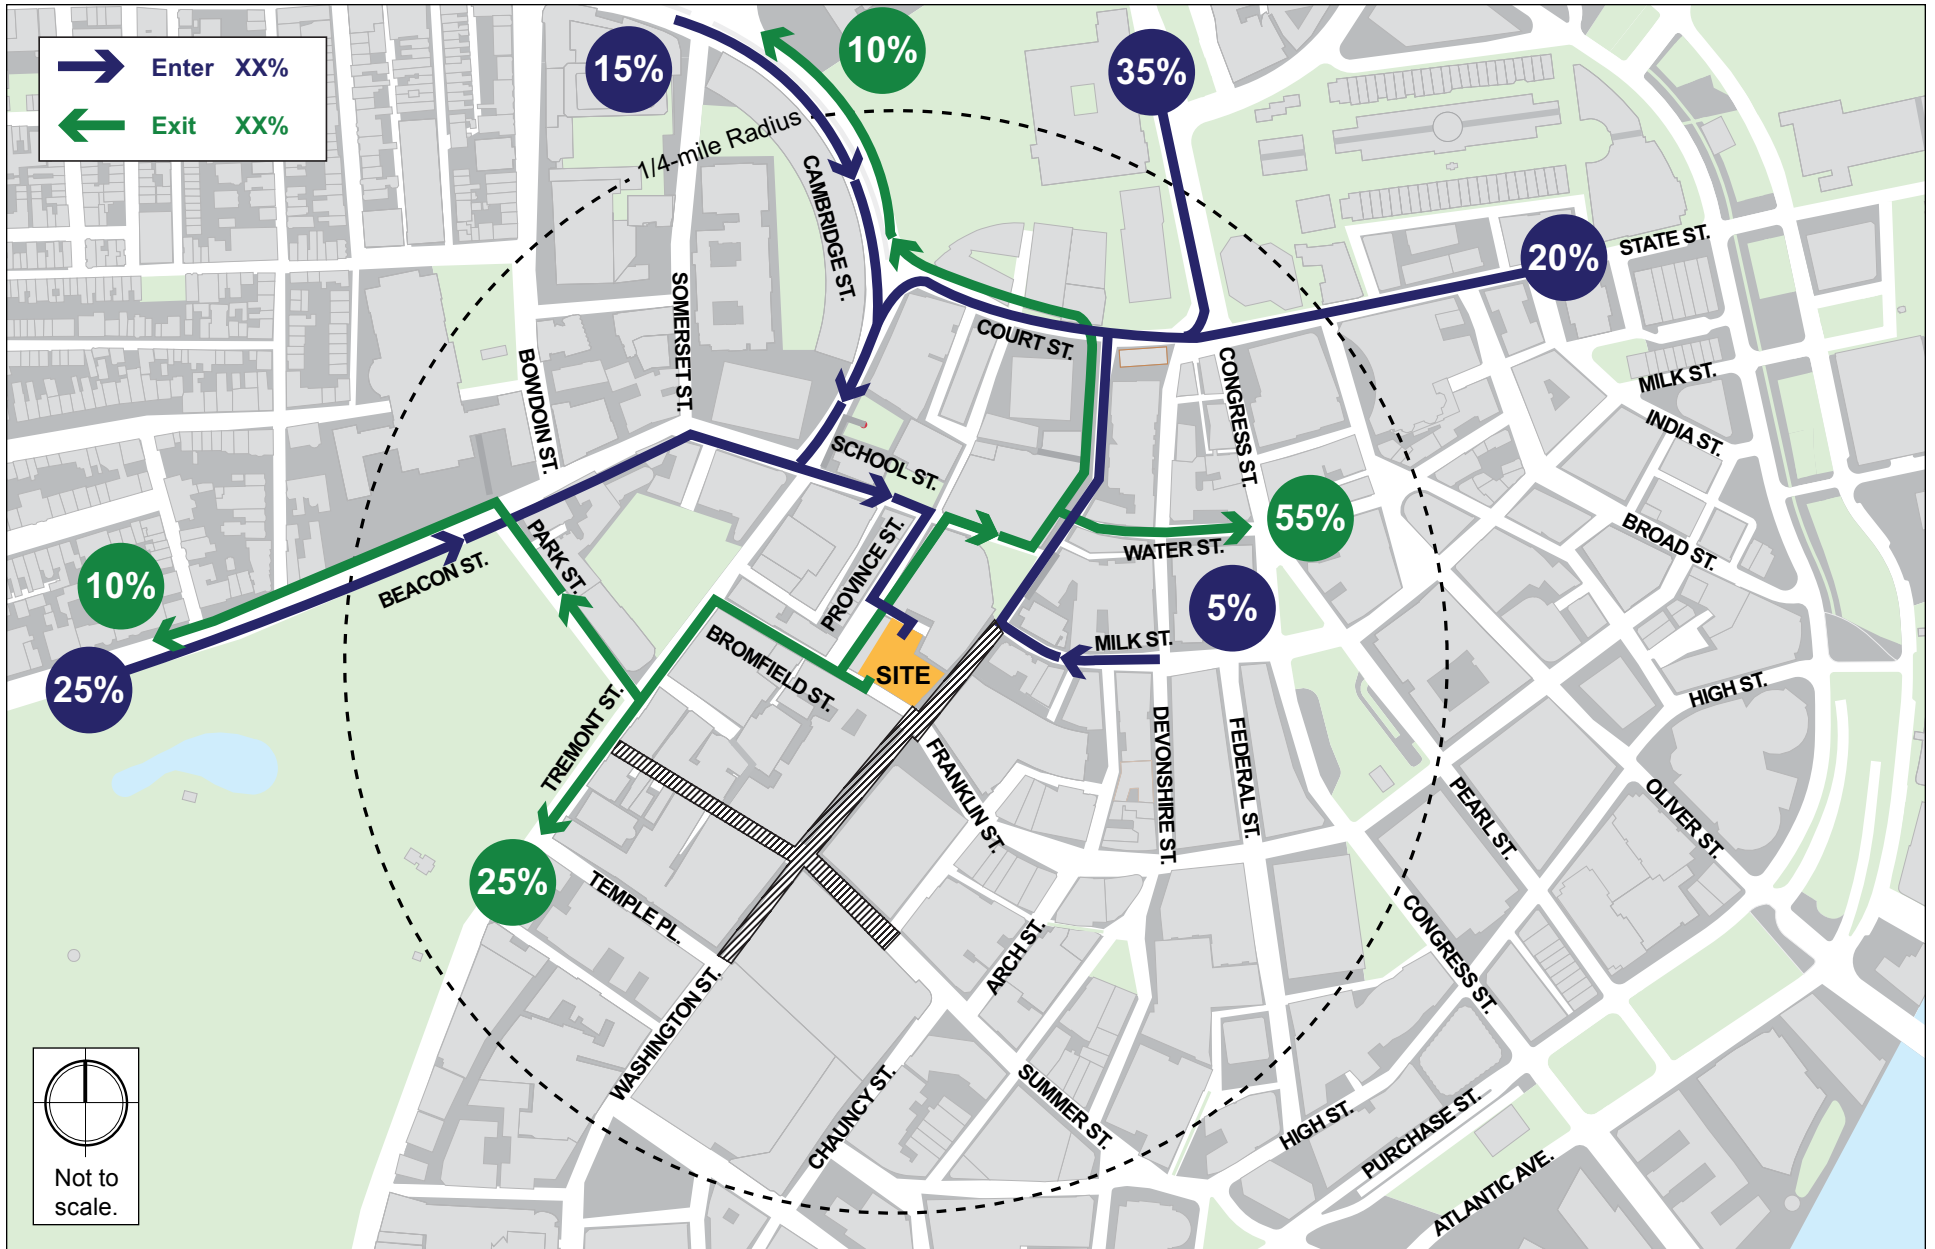 Enter XX%
Exit XX%
15%
10%
35%
1/4-mile Radius
CAMBRIDGE ST.
20%
STATE ST.
SOMERSET ST.
COURT ST.
BOWDOIN ST.
CONGRESS ST.
MILK ST.
INDIA ST.
SCHOOL ST.
55%
BROAD ST.
WATER ST.
PARK ST.
PROVINCE ST.
BEACON ST.
10%
25%
5%
MILK ST.
BROMFIELD ST.
SITE
HIGH ST.
TREMONT ST.
FRANKLIN ST.
DEVONSHIRE ST.
FEDERAL ST.
PEARL ST.
OLIVER ST.
25%
TEMPLE PL.
ARCH ST.
CONGRESS ST.
WASHINGTON ST.
CHAUNCY ST.
SUMMER ST.
HIGH ST.
PURCHASE ST.
ATLANTIC AVE.
Not to
scale.